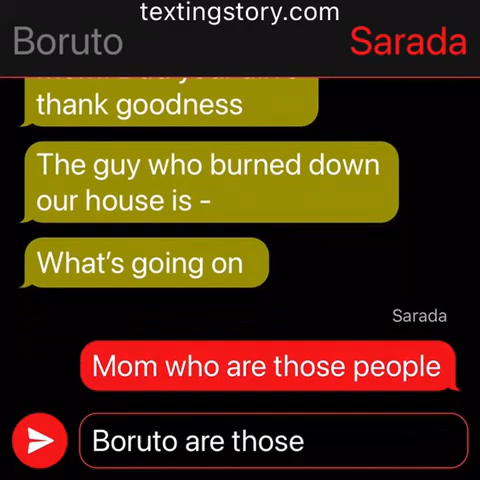 textingstory.com
Boruto Sarada
thank goodness
The guy who burned down
our house is -
What's going on
Sarada
Mom who are those people
Boruto are those